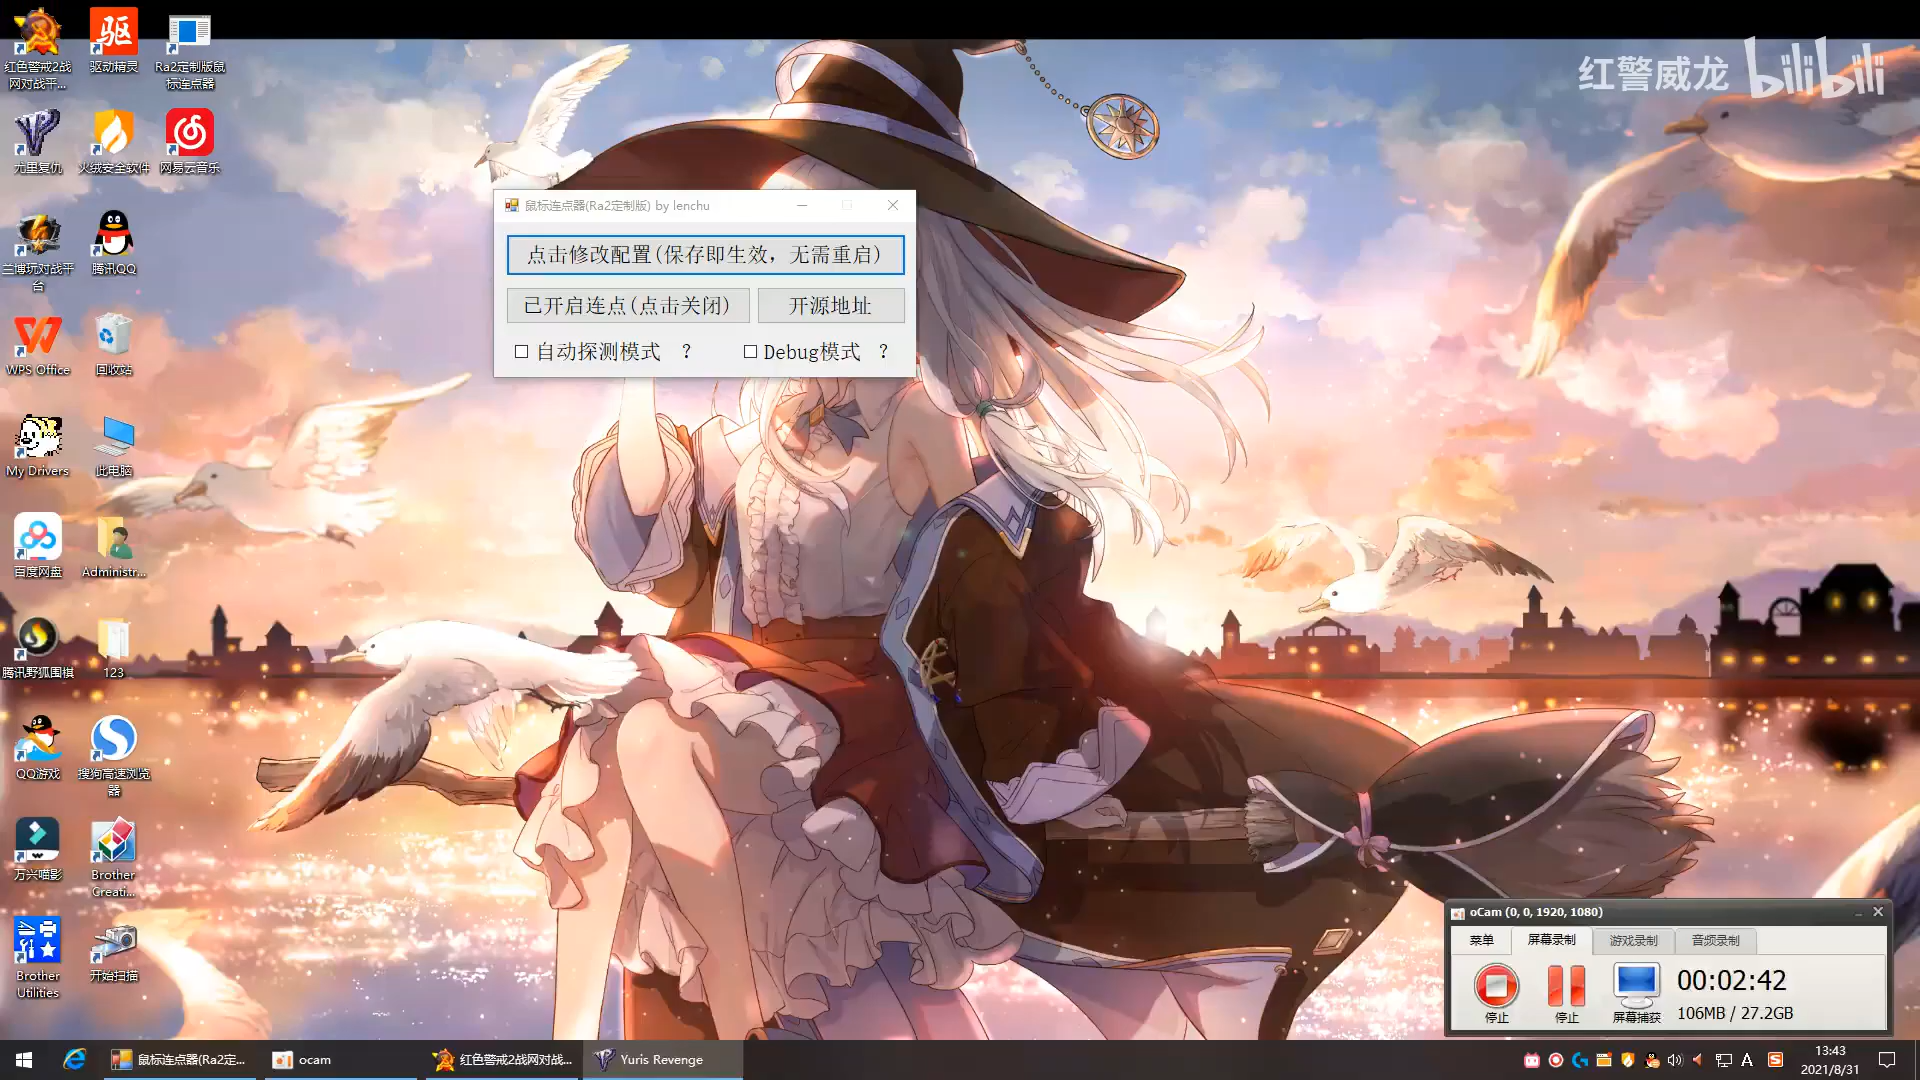 红色警戒2战
网对战平...
驱动精灵
Ra2定制版鼠
标连点器
尤里复仇
火绒安全软件
网易云音乐
兰博玩对战平
台
腾讯QQ
WPS Office
回收站
My Drivers
此电脑
百度网盘
Administr...
腾讯野狐围棋
123
QQ游戏
搜狗高速浏览
器
万兴喵影
Brother
Creati...
Brother
Utilities
开始扫描
红警威龙 bilibili
鼠标连点器(Ra2定制版) by lenchu
点击修改配置(保存即生效，无需重启)
已开启连点(点击关闭)
开源地址
自动探测模式 ?
Debug模式 ?
oCam (0, 0, 1920, 1080)
菜单
屏幕录制
游戏录制
音频录制
停止
停止
屏幕捕获
00:02:42
106MB / 27.2GB
鼠标连点器(Ra2定...
ocam
红色警戒2战网对战...
Yuris Revenge
A
13:43
2021/8/31